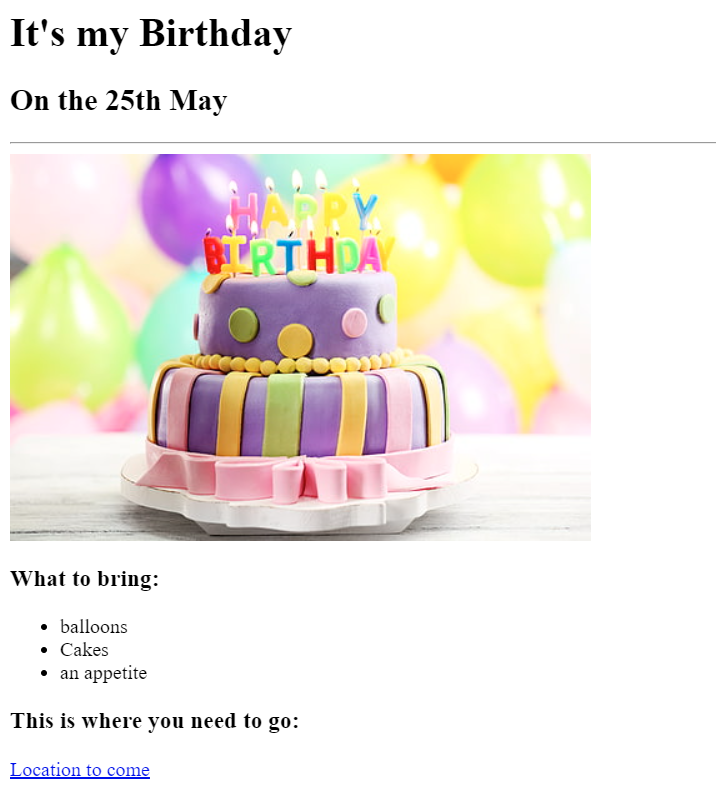 It's my Birthday
On the 25th May
HAPPY
BIRTHDAY
What to bring:
balloons
Cakes
an appetite
This is where you need to go:
Location to come